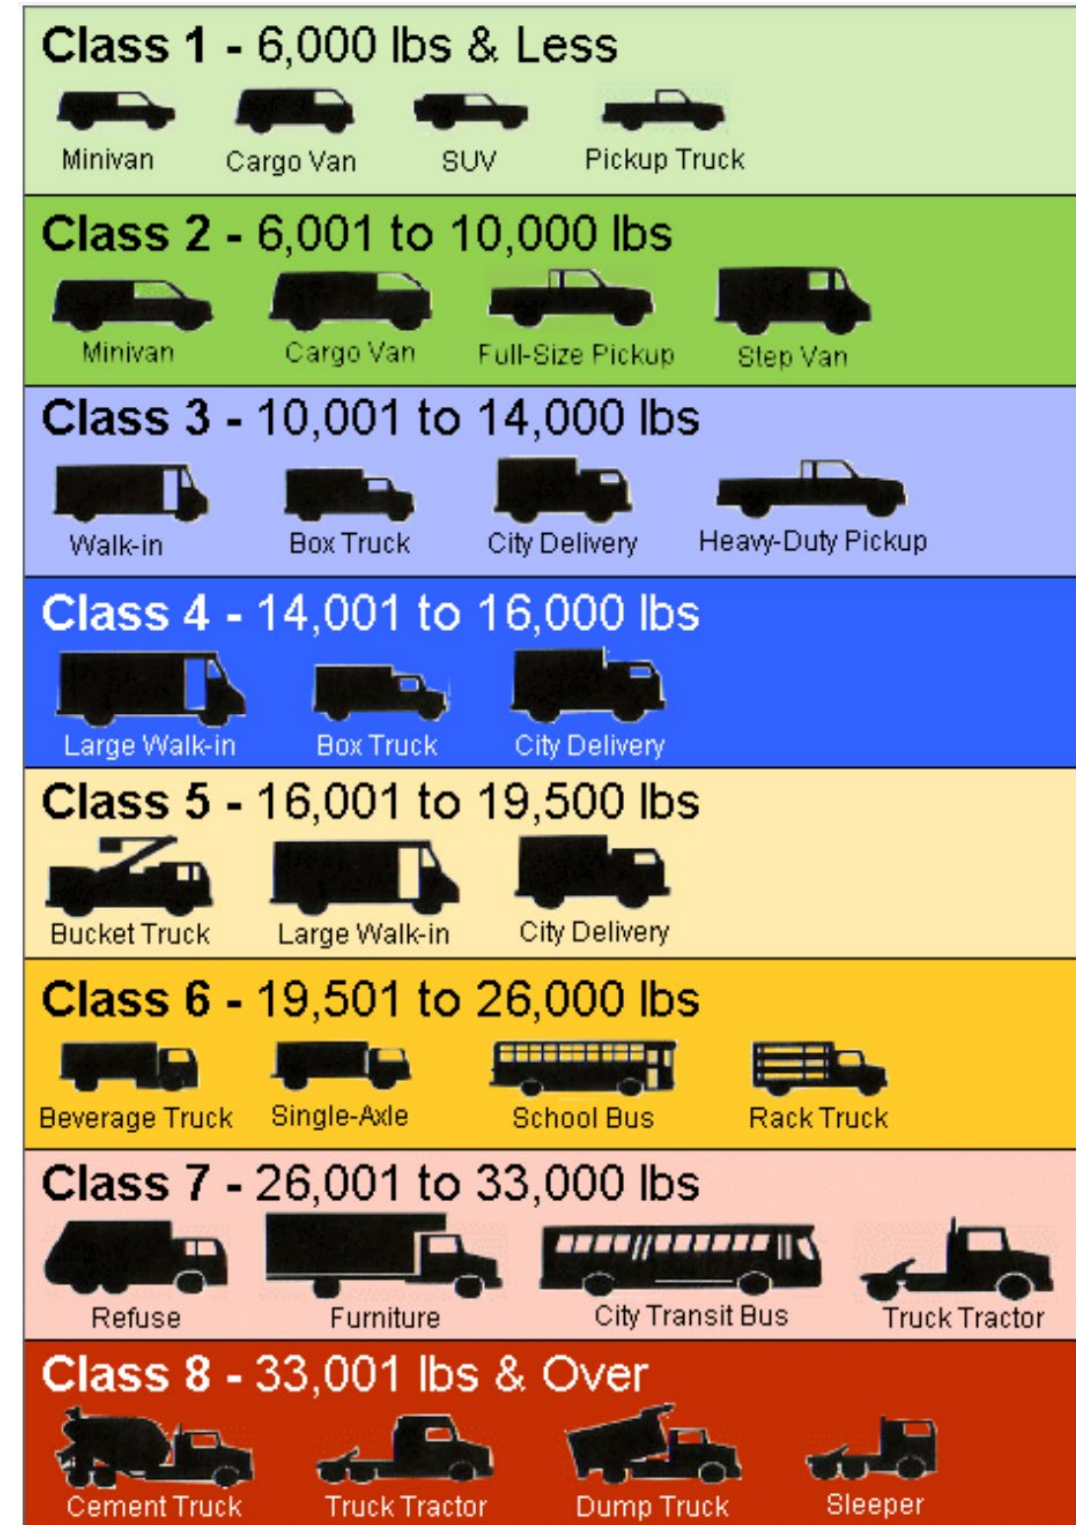 Class 1 - 6,000 lbs & Less
Minivan Cargo Van SUV Pickup Truck
Class 2 - 6,001 to 10,000 lbs
Minivan Cargo Van Full-Size Pickup Step Van
Class 3 - 10,001 to 14,000 lbs
Walk-in Box Truck City Delivery Heavy-Duty Pickup
Class 4 - 14,001 to 16,000 lbs
Large Walk-in Box Truck City Delivery
Class 5 - 16,001 to 19,500 lbs
Bucket Truck Large Walk-in City Delivery
Class 6 - 19,501 to 26,000 lbs
Beverage Truck Single-Axle School Bus Rack Truck
Class 7 - 26,001 to 33,000 lbs
Refuse Furniture City Transit Bus Truck Tractor
Class 8 - 33,001 lbs & Over
Cement Truck Truck Tractor Dump Truck Sleeper